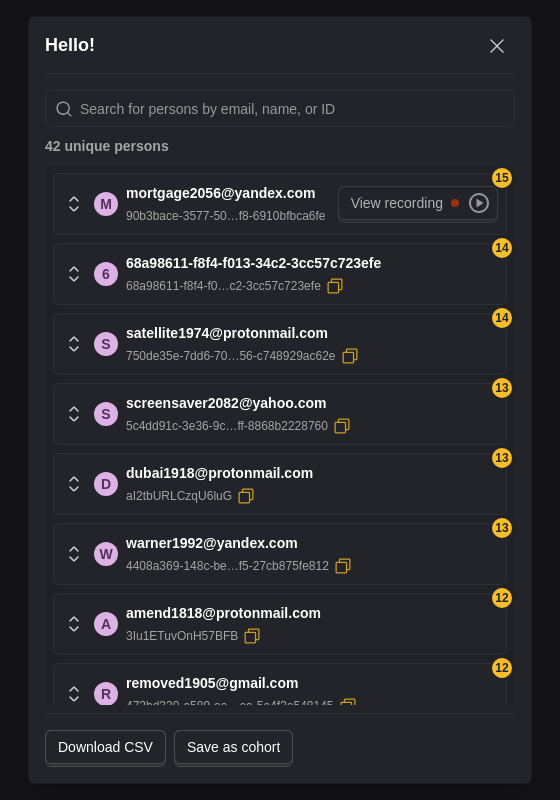 Hello!
Search for persons by email, name, or ID
42 unique persons
15
M
mortgage2056@yandex.com
90b3bace-3577-50…f8-6910bfbca6fe
View recording
14
6
68a98611-f8f4-f013-34c2-3cc57c723efe
68a98611-f8f4-f0…c2-3cc57c723efe
14
S
satellite1974@protonmail.com
750de35e-7dd6-70…56-c748929ac62e
13
S
screensaver2082@yahoo.com
5c4dd91c-3e36-9c…ff-8868b2228760
13
D
dubai1918@protonmail.com
aI2tbURLCzqU6luG
13
W
warner1992@yandex.com
4408a369-148c-be…f5-27cb875fe812
12
A
amend1818@protonmail.com
3Iu1ETuvOnH57BFB
12
R
removed1905@gmail.com
Download CSV
Save as cohort